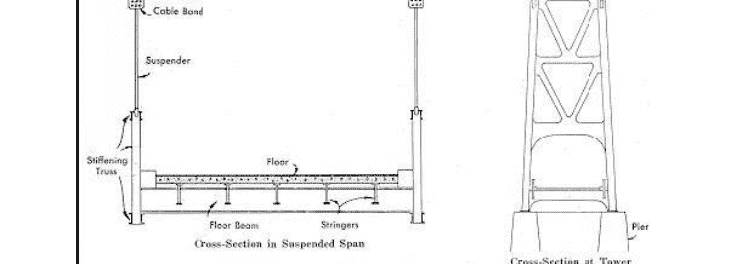 Cable Band
Suspender
Stiffening
Truss
Floor
Floor Beam
Stringers
Cross-Section in Suspended Span
Pier
Cross-Section at Tower